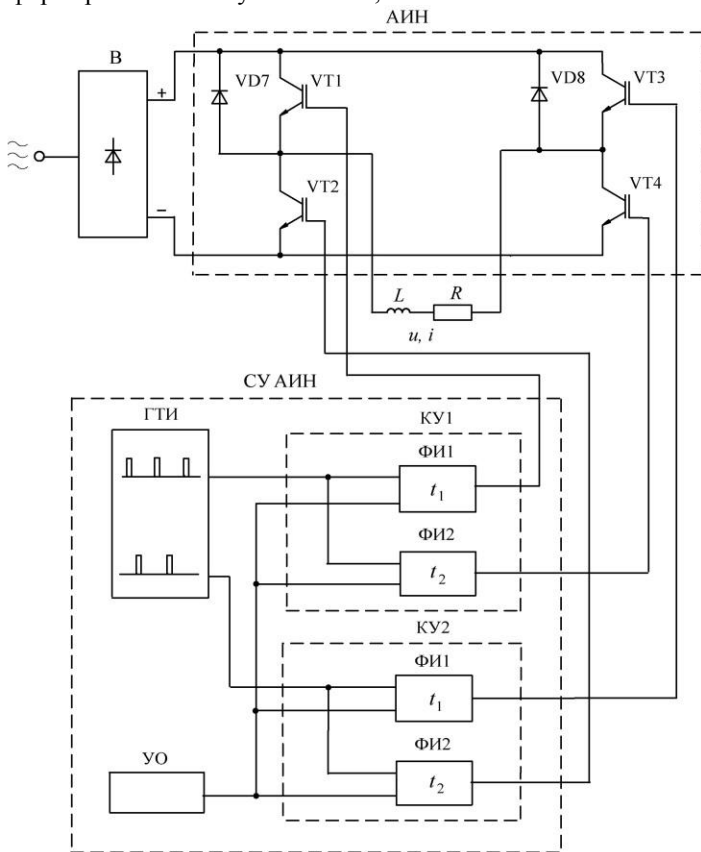 АИН
В
VD7
VT1
VD8
VT3
+
VT2
VT4
−
L
R
u, i
СУ АИН
ГТИ
КУ1
ФИ1
t1
ФИ2
t2
КУ2
ФИ1
t1
УО
ФИ2
t2